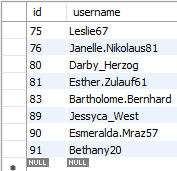 id username
75 Leslie67
76 Janelle.Nikolaus81
80 Darby_Herzog
81 Esther.Zulauf61
83 Bartholome.Bernhard
89 Jessyca_West
90 Esmeralda.Mraz57
91 Bethany20
NULL NULL